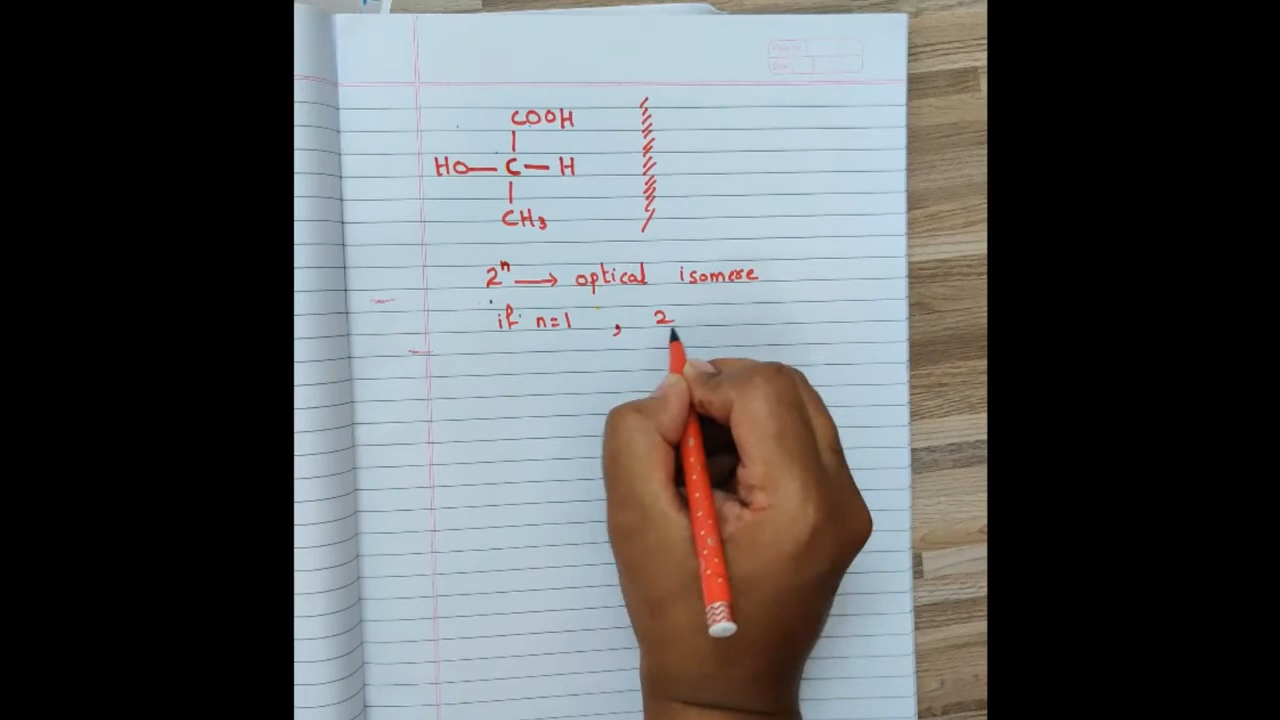 COOH
HO—C—H
CH₃
2ⁿ → optical isomere
if n=1 , 2